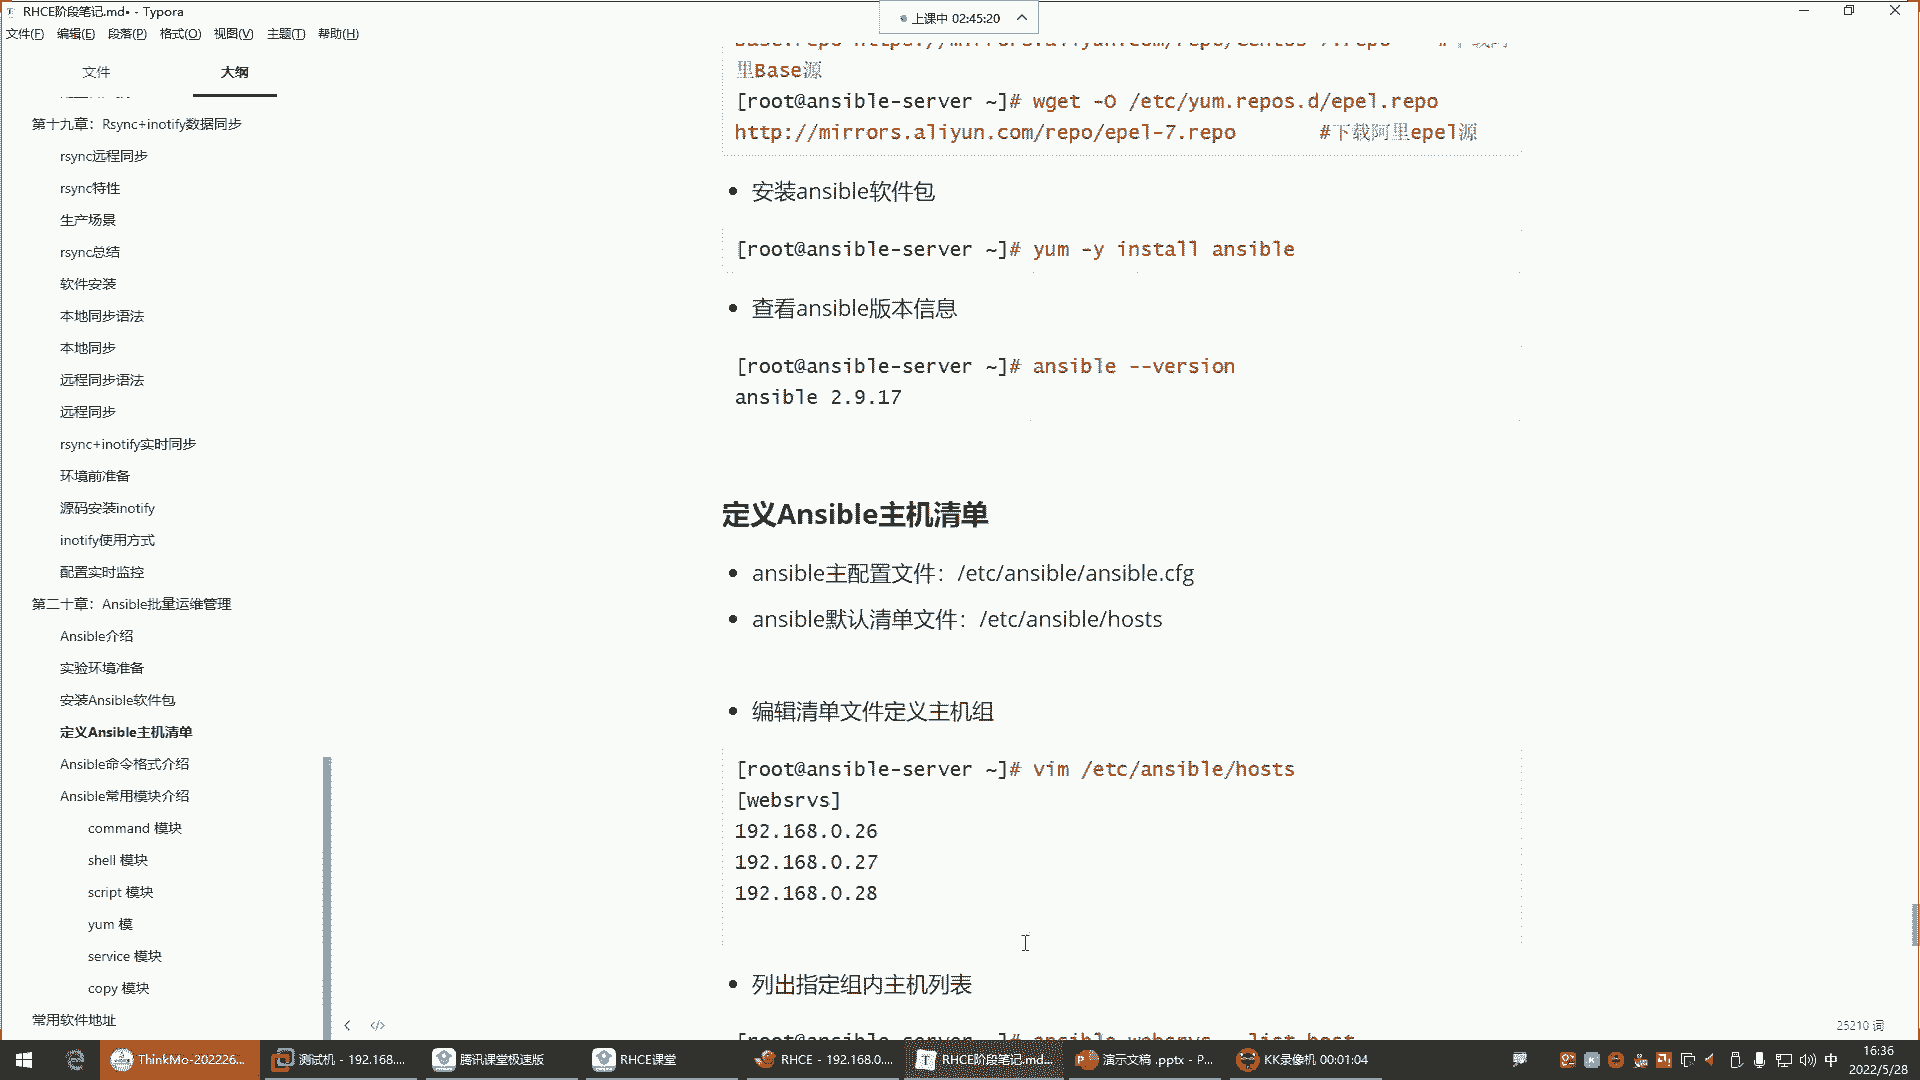 RHCE阶段笔记.md• - Typora
上课中 02:45:20
文件(F) 编辑(E) 段落(P) 格式(O) 视图(V) 主题(T) 帮助(H)
文件 大纲
第十九章：Rsync+inotify数据同步
rsync远程同步
rsync特性
生产场景
rsync总结
软件安装
本地同步语法
本地同步
远程同步语法
远程同步
rsync+inotify实时同步
环境前准备
源码安装inotify
inotify使用方式
配置实时监控
第二十章：Ansible批量运维管理
Ansible介绍
实验环境准备
安装Ansible软件包
定义Ansible主机清单
Ansible命令格式介绍
Ansible常用模块介绍
command 模块
shell 模块
script 模块
yum 模
service 模块
copy 模块
常用软件地址
Base.repo https://mirrors.aliyun.com/repo/Centos-7.repo #下载阿
里Base源
[root@ansible-server ~]# wget -O /etc/yum.repos.d/epel.repo
http://mirrors.aliyun.com/repo/epel-7.repo #下载阿里epel源
• 安装ansible软件包
[root@ansible-server ~]# yum -y install ansible
• 查看ansible版本信息
[root@ansible-server ~]# ansible --version
ansible 2.9.17
定义Ansible主机清单
• ansible主配置文件：/etc/ansible/ansible.cfg
• ansible默认清单文件：/etc/ansible/hosts
• 编辑清单文件定义主机组
[root@ansible-server ~]# vim /etc/ansible/hosts
[websrvs]
192.168.0.26
192.168.0.27
192.168.0.28
• 列出指定组内主机列表
[root@ansible-server ~]# ansible websrvs --list-host
25210 词
ThinkMo-202226... 测试机 - 192.168.... 腾讯课堂极速版 RHCE课堂 RHCE - 192.168.0.... RHCE阶段笔记.md... 演示文稿 .pptx - P... KK录像机 00:01:04 中 16:36
2022/5/28